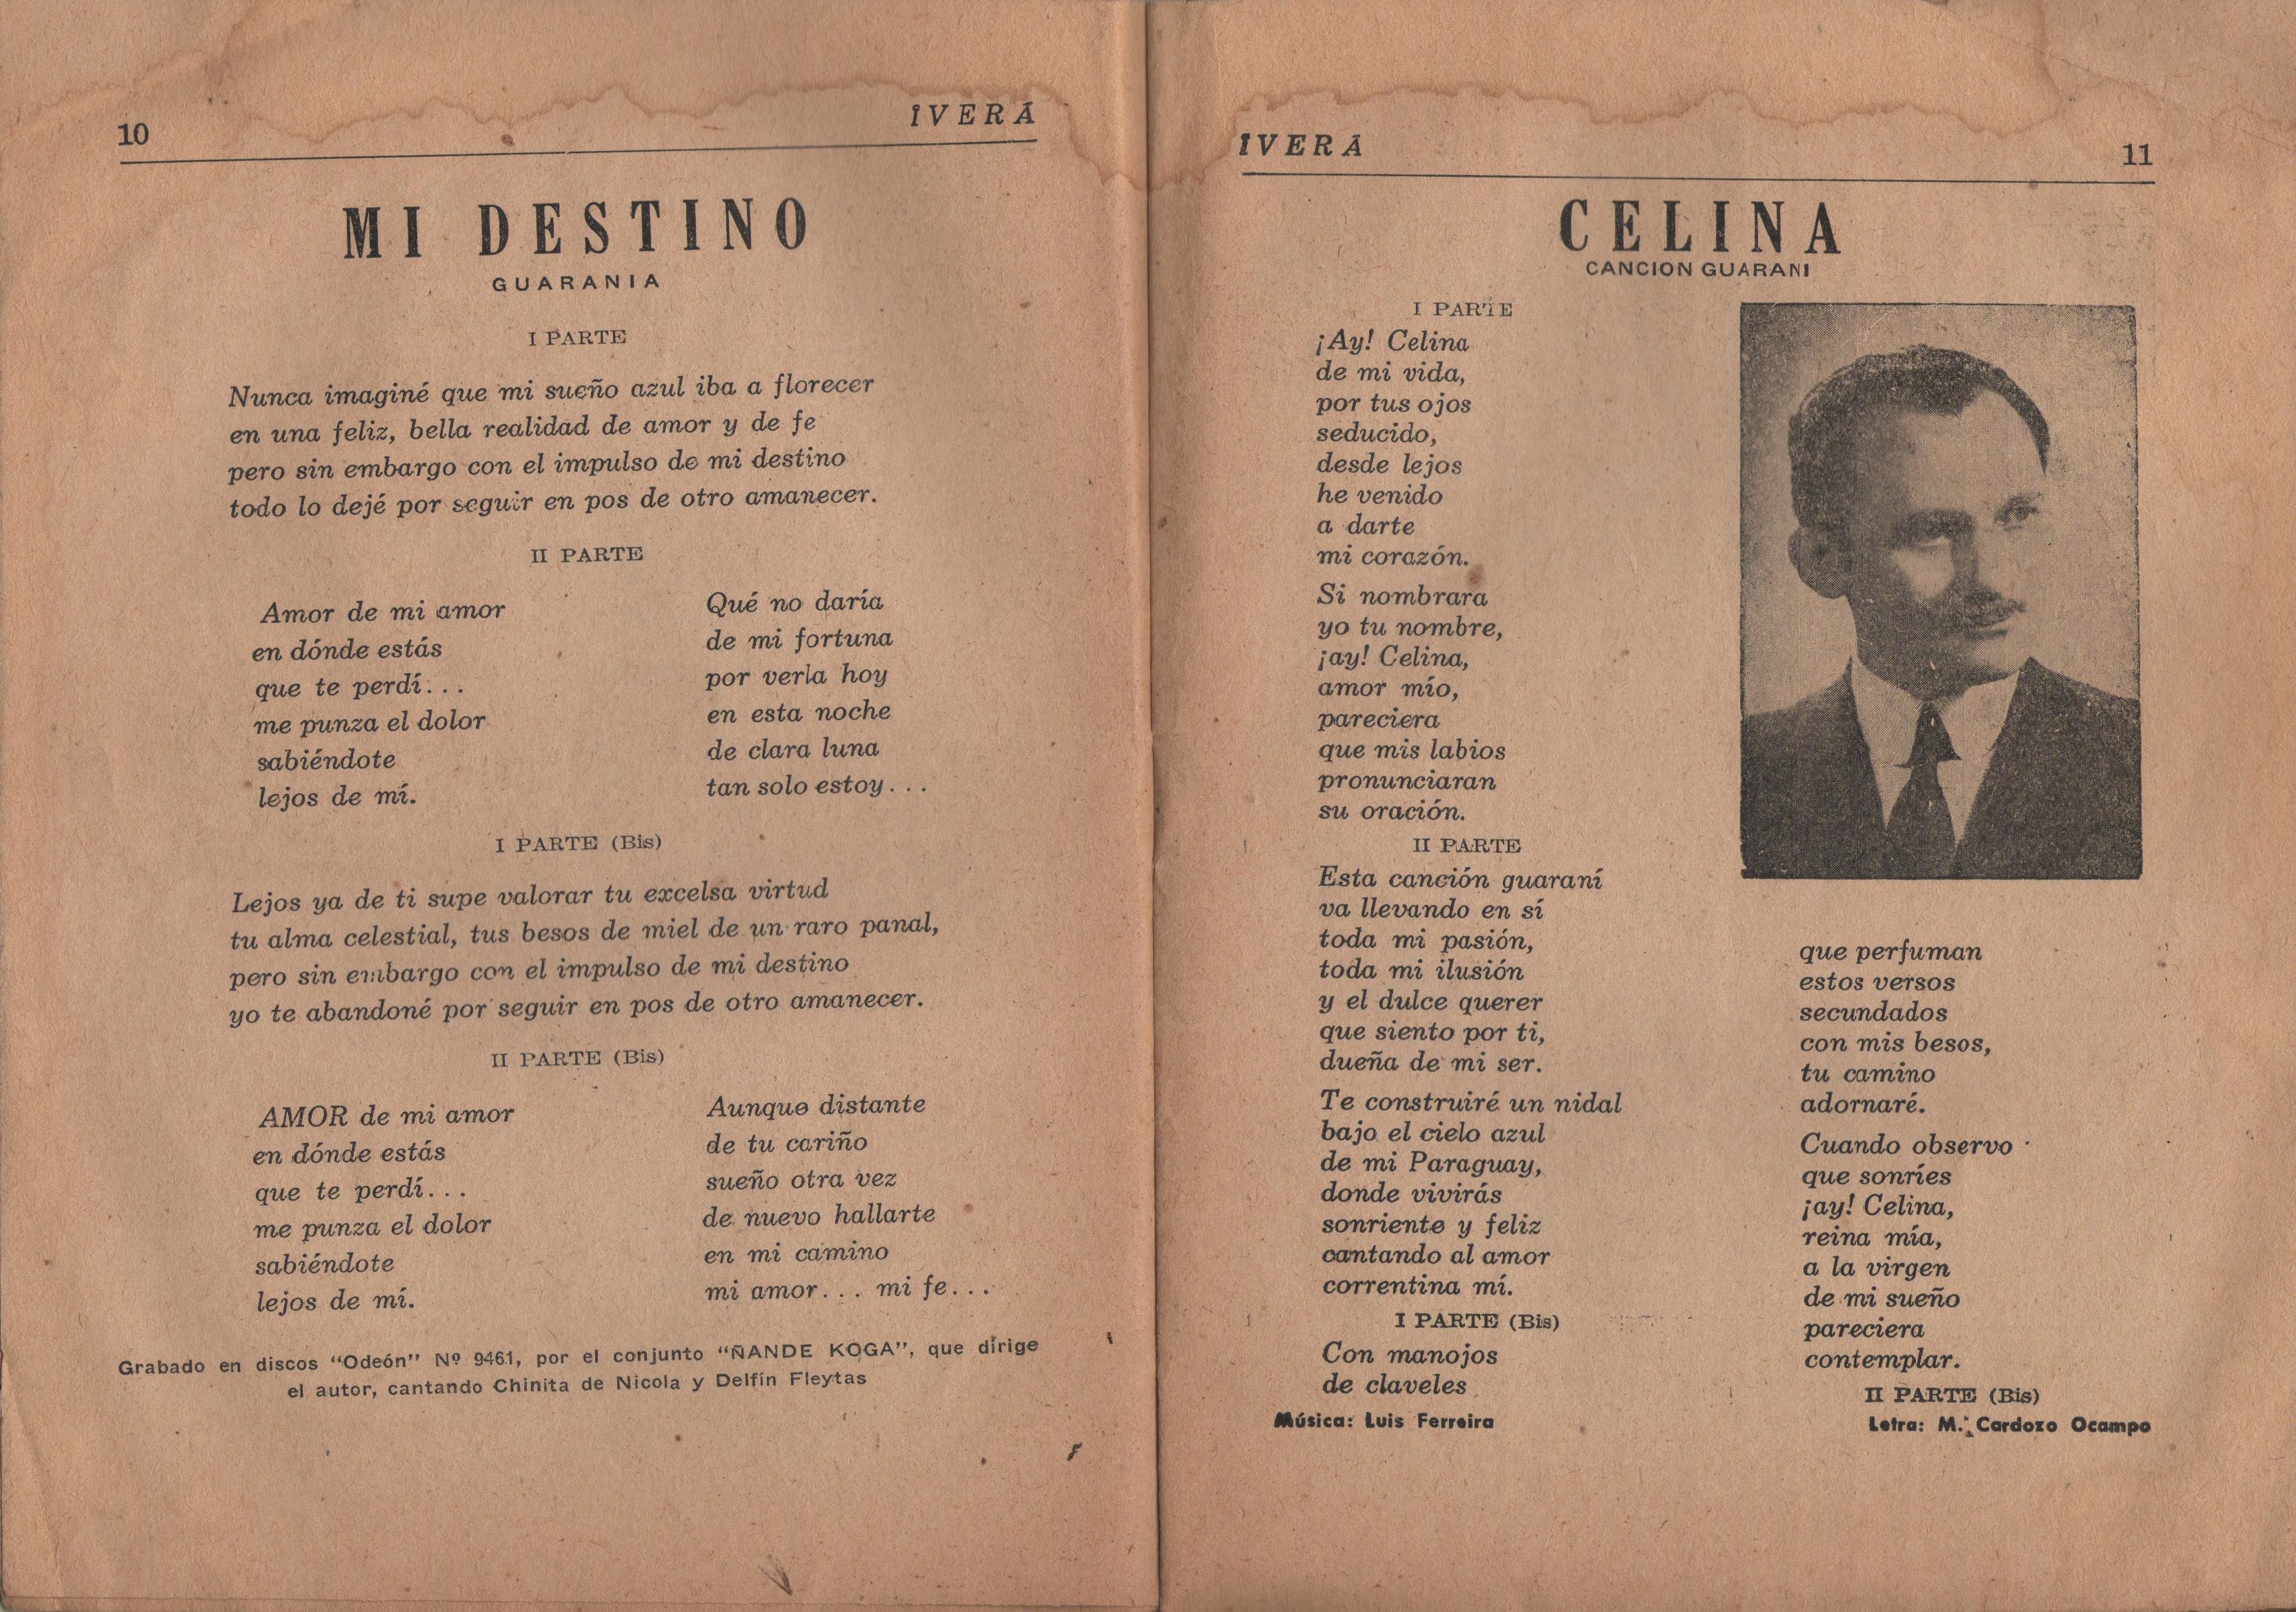 10
ÎVERÁ
MI DESTINO
GUARANIA
I PARTE
Nunca imaginé que mi sueño azul iba a florecer
en una feliz, bella realidad de amor y de fe
pero sin embargo con el impulso de mi destino
todo lo dejé por seguir en pos de otro amanecer.
II PARTE
Amor de mi amor
en dónde estás
que te perdí...
me punza el dolor
sabiéndote
lejos de mí.
Qué no daría
de mi fortuna
por verla hoy
en esta noche
de clara luna
tan solo estoy...
I PARTE (Bis)
Lejos ya de ti supe valorar tu excelsa virtud
tu alma celestial, tus besos de miel de un raro panal,
pero sin embargo con el impulso de mi destino
yo te abandoné por seguir en pos de otro amanecer.
II PARTE (Bis)
AMOR de mi amor
en dónde estás
que te perdí...
me punza el dolor
sabiéndote
lejos de mí.
Aunque distante
de tu cariño
sueño otra vez
de nuevo hallarte
en mi camino
mi amor... mi fe...
Grabado en discos "Odeón" Nº 9461, por el conjunto "ÑANDE KOGA", que dirige
el autor, cantando Chinita de Nicola y Delfín Fleytas
ÎVERÁ
11
CELINA
CANCION GUARANI
I PARTE
¡Ay! Celina
de mi vida,
por tus ojos
seducido,
desde lejos
he venido
a darte
mi corazón.
Si nombrara
yo tu nombre,
¡ay! Celina,
amor mío,
pareciera
que mis labios
pronunciaran
su oración.
II PARTE
Esta canción guaraní
va llevando en sí
toda mi pasión,
toda mi ilusión
y el dulce querer
que siento por ti,
dueña de mi ser.
Te construiré un nidal
bajo el cielo azul
de mi Paraguay,
donde vivirás
sonriente y feliz
cantando al amor
correntina mí.
I PARTE (Bis)
Con manojos
de claveles
que perfuman
estos versos
secundados
con mis besos,
tu camino
adornaré.
Cuando observo
que sonríes
¡ay! Celina,
reina mía,
a la virgen
de mi sueño
pareciera
contemplar.
II PARTE (Bis)
Música: Luis Ferreira
Letra: M. Cardozo Ocampo